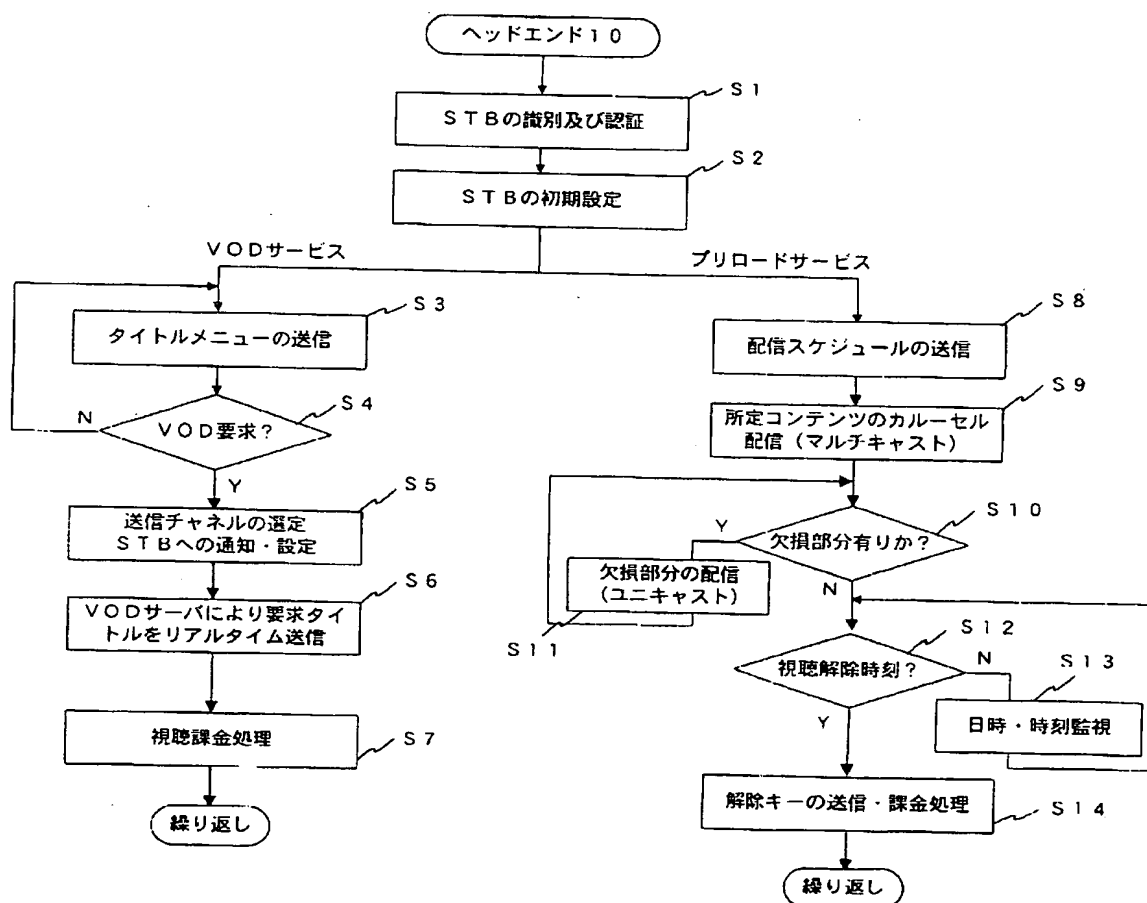 ヘッドエンド10
S1
STBの識別及び認証
S2
STBの初期設定
VODサービス
プリロードサービス
S3
タイトルメニューの送信
S4
N
VOD要求?
Y
S5
送信チャネルの選定
STBへの通知・設定
S6
VODサーバにより要求タイ
トルをリアルタイム送信
視聴課金処理
S7
繰り返し
S8
配信スケジュールの送信
S9
所定コンテンツのカルーセル
配信(マルチキャスト)
S10
Y
欠損部分有りか?
欠損部分の配信
(ユニキャスト)
N
S11
S12
視聴解除時刻?
N
S13
Y
日時・時刻監視
解除キーの送信・課金処理
S14
繰り返し